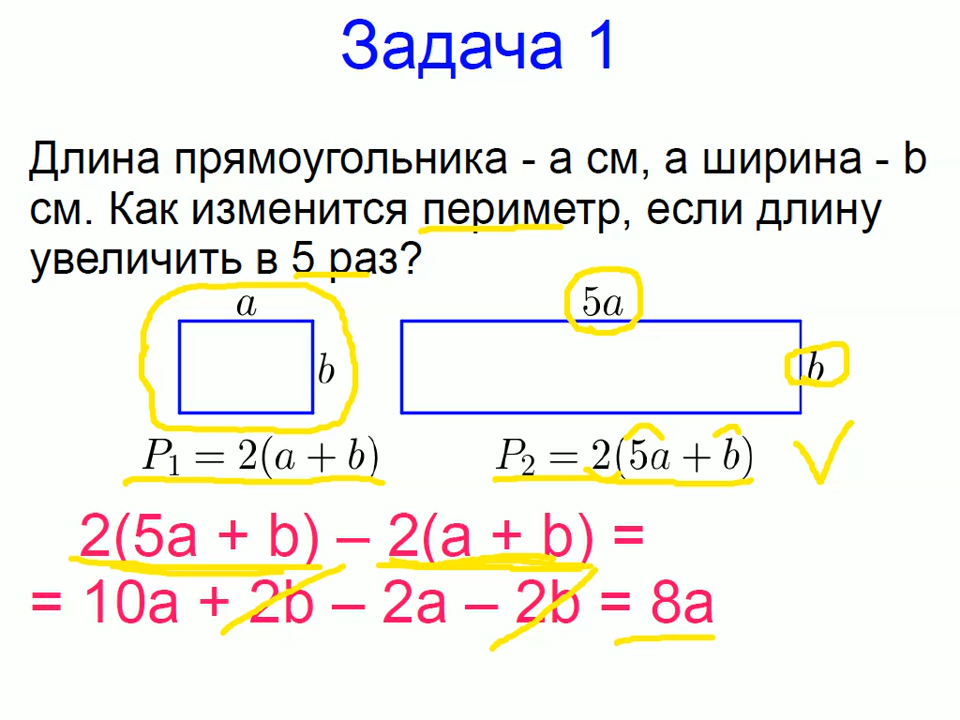 Задача 1
Длина прямоугольника - a см, а ширина - b
см. Как изменится периметр, если длину
увеличить в 5 раз?
a
5a
b
b
P₁ = 2(a + b)
P₂ = 2(5a + b)
2(5a + b) – 2(a + b) =
= 10a + 2b – 2a – 2b = 8a